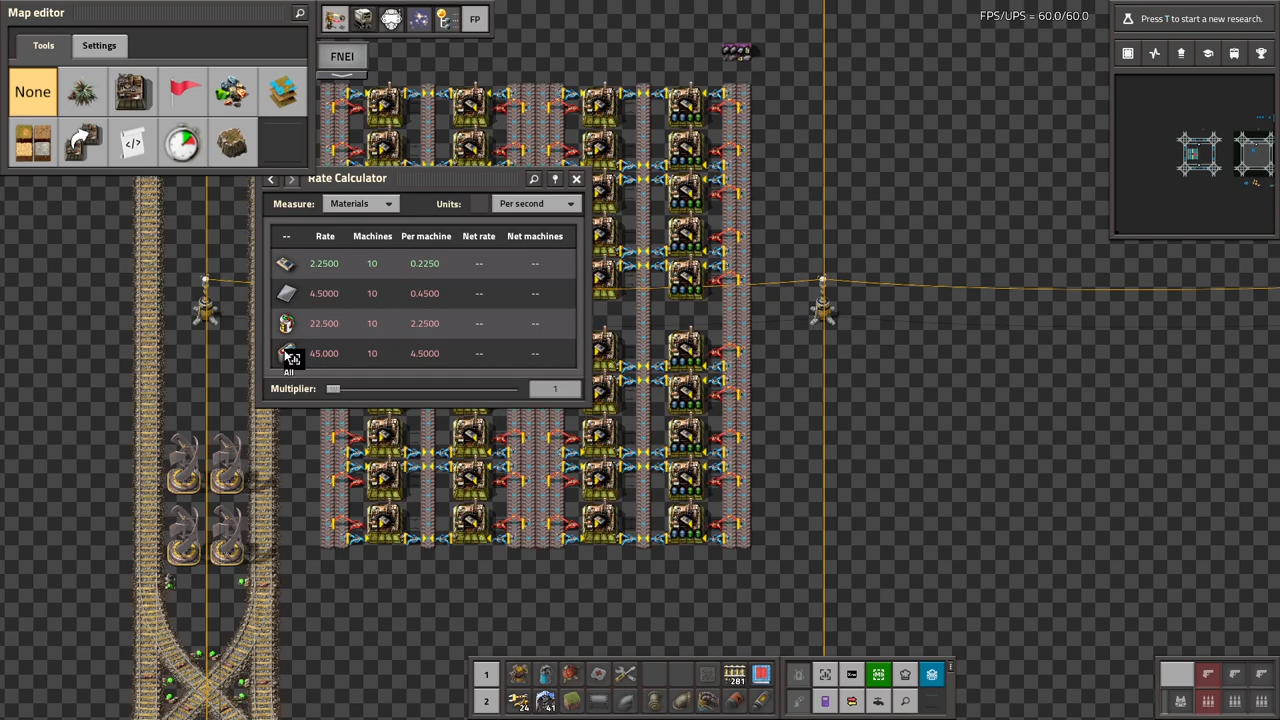 Map editor
Tools Settings
None
FP
FNEI
FPS/UPS = 60.0/60.0
Press T to start a new research.
Rate Calculator
Measure: Materials Units: Per second
-- Rate Machines Per machine Net rate Net machines
2.2500 10 0.2250 -- --
4.5000 10 0.4500 -- --
22.500 10 2.2500 -- --
45.000 10 4.5000 -- --
All
Multiplier: 1
1 281
2 24 41